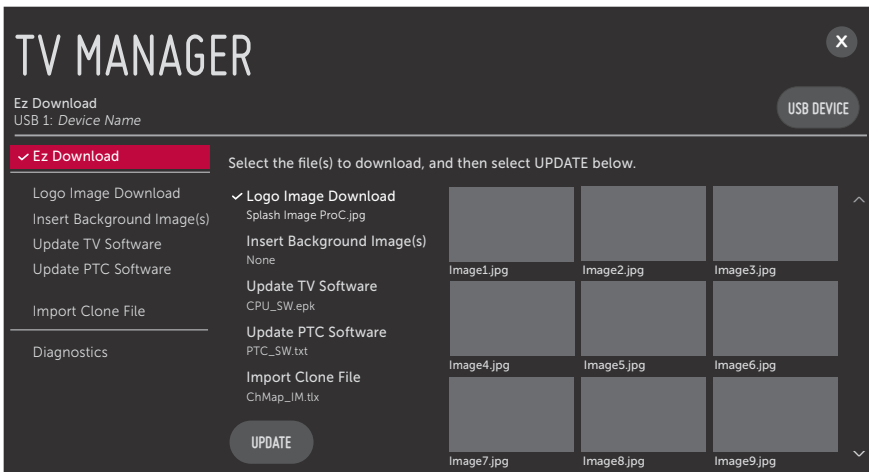 TV MANAGER
X
Ez Download
USB 1: Device Name
USB DEVICE
Ez Download
Logo Image Download
Insert Background Image(s)
Update TV Software
Update PTC Software
Import Clone File
Diagnostics
Select the file(s) to download, and then select UPDATE below.
Logo Image Download
Splash Image ProC.jpg
Insert Background Image(s)
None
Update TV Software
CPU_SW.epk
Update PTC Software
PTC_SW.txt
Import Clone File
ChMap_IM.tlx
UPDATE
Image1.jpg
Image2.jpg
Image3.jpg
Image4.jpg
Image5.jpg
Image6.jpg
Image7.jpg
Image8.jpg
Image9.jpg